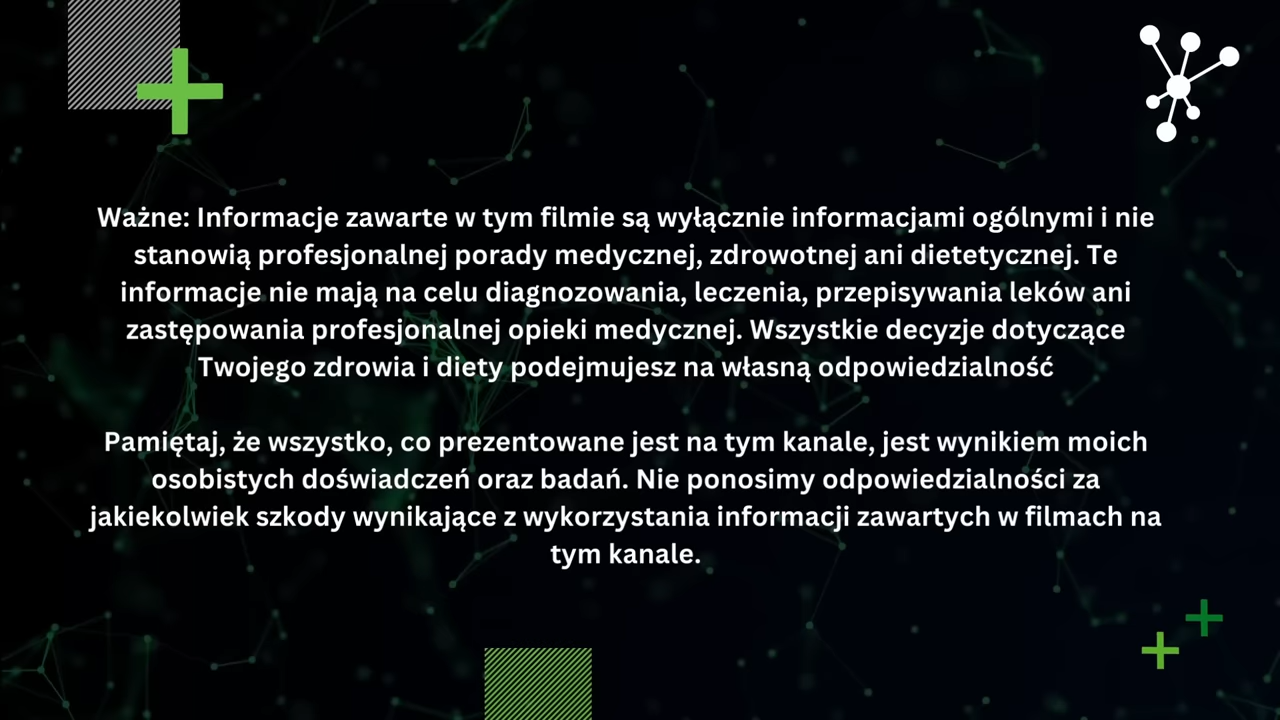 Ważne: Informacje zawarte w tym filmie są wyłącznie informacjami ogólnymi i nie
stanowią profesjonalnej porady medycznej, zdrowotnej ani dietetycznej. Te
informacje nie mają na celu diagnozowania, leczenia, przepisywania leków ani
zastępowania profesjonalnej opieki medycznej. Wszystkie decyzje dotyczące
Twojego zdrowia i diety podejmujesz na własną odpowiedzialność
Pamiętaj, że wszystko, co prezentowane jest na tym kanale, jest wynikiem moich
osobistych doświadczeń oraz badań. Nie ponosimy odpowiedzialności za
jakiekolwiek szkody wynikające z wykorzystania informacji zawartych w filmach na
tym kanale.